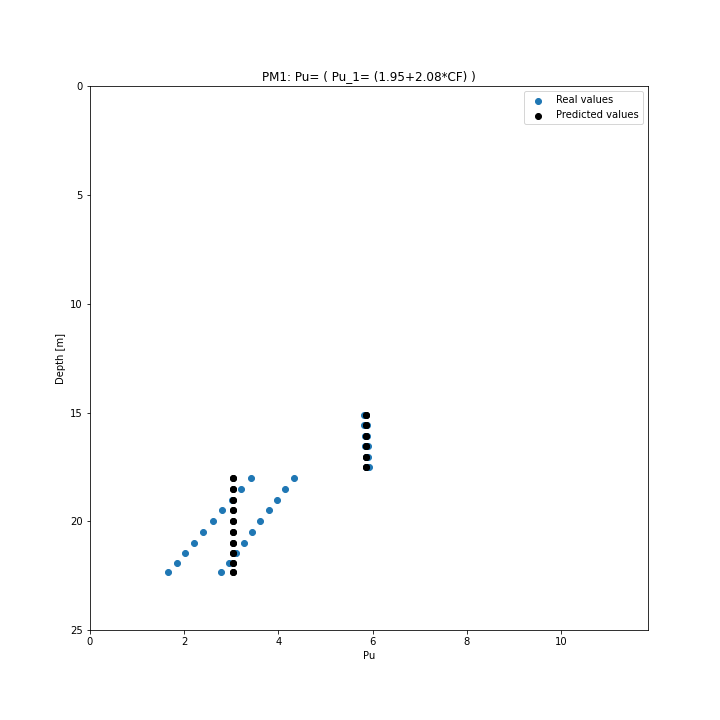 PM1: Pu= ( Pu_1= (1.95+2.08*CF) )
Real values
Predicted values
0
5
10
15
20
25
Depth [m]
0 2 4 6 8 10
Pu